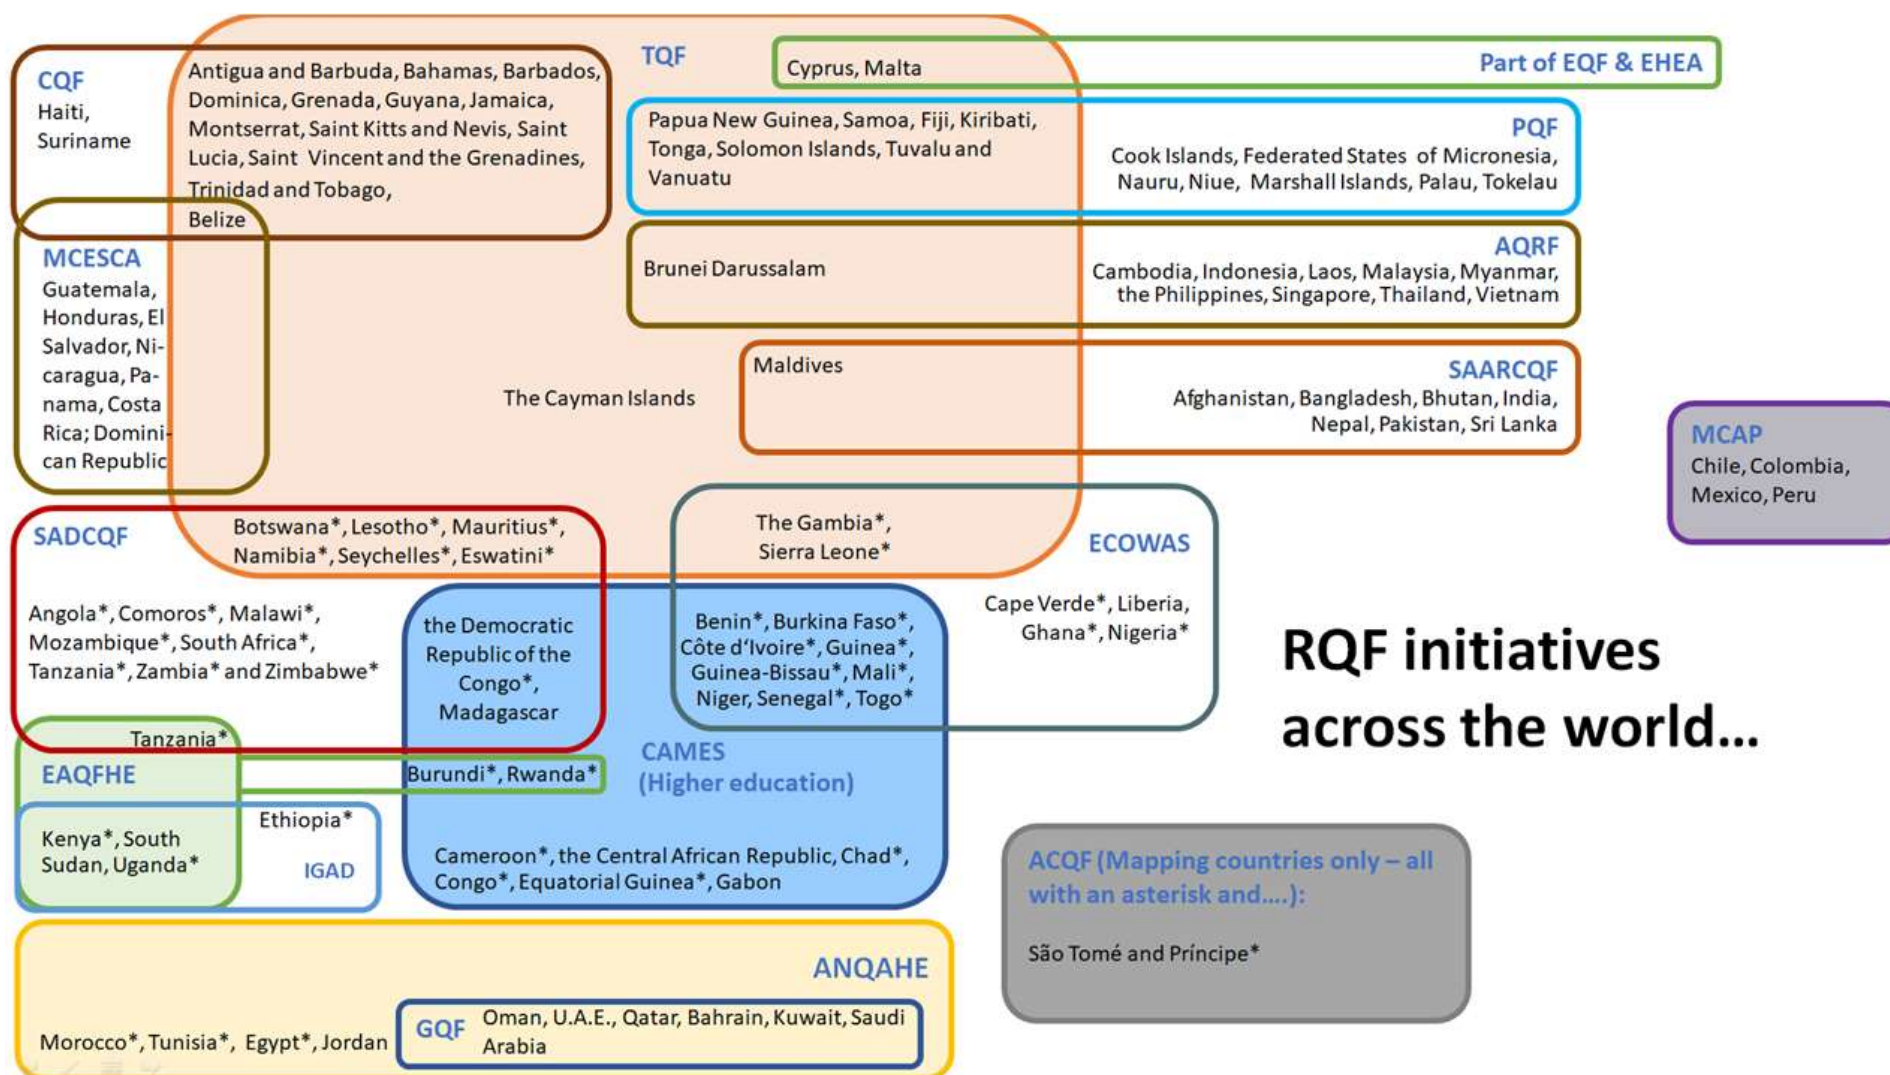 CQF
Haiti,
Suriname
Antigua and Barbuda, Bahamas, Barbados,
Dominica, Grenada, Guyana, Jamaica,
Montserrat, Saint Kitts and Nevis, Saint
Lucia, Saint Vincent and the Grenadines,
Trinidad and Tobago,
Belize
TQF
Cyprus, Malta
Part of EQF & EHEA
Papua New Guinea, Samoa, Fiji, Kiribati,
Tonga, Solomon Islands, Tuvalu and
Vanuatu
PQF
Cook Islands, Federated States of Micronesia,
Nauru, Niue, Marshall Islands, Palau, Tokelau
MCESCA
Guatemala,
Honduras, El
Salvador, Ni-
caragua, Pa-
nama, Costa
Rica; Domini-
can Republic
Brunei Darussalam
AQRF
Cambodia, Indonesia, Laos, Malaysia, Myanmar,
the Philippines, Singapore, Thailand, Vietnam
The Cayman Islands
Maldives
SAARCQF
Afghanistan, Bangladesh, Bhutan, India,
Nepal, Pakistan, Sri Lanka
MCAP
Chile, Colombia,
Mexico, Peru
SADCQF
Botswana*, Lesotho*, Mauritius*,
Namibia*, Seychelles*, Eswatini*
The Gambia*,
Sierra Leone*
ECOWAS
Angola*, Comoros*, Malawi*,
Mozambique*, South Africa*,
Tanzania*, Zambia* and Zimbabwe*
the Democratic
Republic of the
Congo*,
Madagascar
Benin*, Burkina Faso*,
Côte d'Ivoire*, Guinea*,
Guinea-Bissau*, Mali*,
Niger, Senegal*, Togo*
Cape Verde*, Liberia,
Ghana*, Nigeria*
RQF initiatives
across the world...
Tanzania*
EAQFHE
Burundi*, Rwanda*
CAMES
(Higher education)
Ethiopia*
Kenya*, South
Sudan, Uganda*
IGAD
Cameroon*, the Central African Republic, Chad*,
Congo*, Equatorial Guinea*, Gabon
ACQF (Mapping countries only – all
with an asterisk and....):
São Tomé and Príncipe*
ANQAHE
Morocco*, Tunisia*, Egypt*, Jordan
GQF
Oman, U.A.E., Qatar, Bahrain, Kuwait, Saudi
Arabia